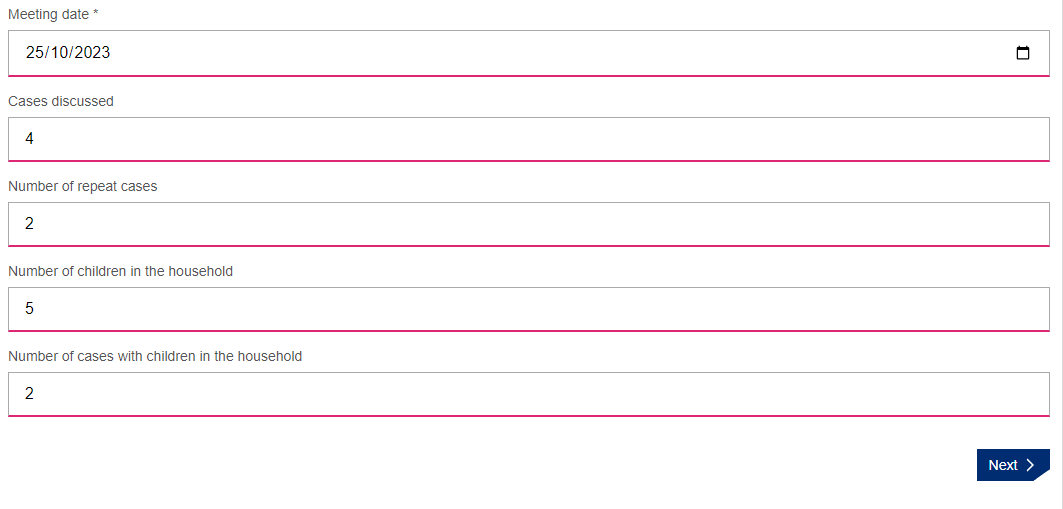 Meeting date *
25/10/2023
Cases discussed
4
Number of repeat cases
2
Number of children in the household
5
Number of cases with children in the household
2
Next